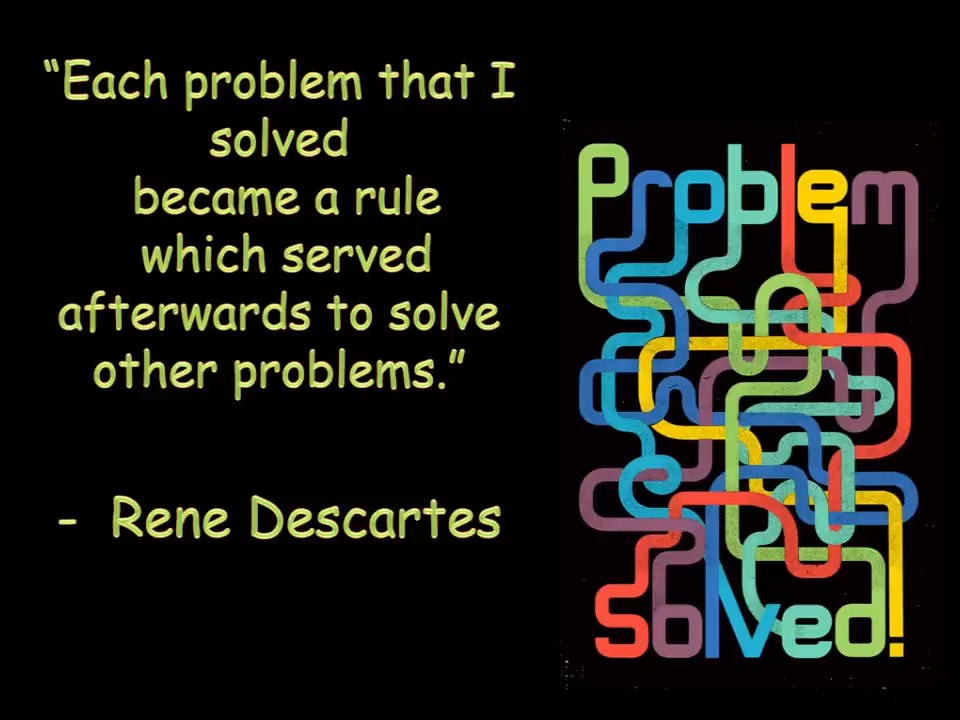 “Each problem that I
solved
became a rule
which served
afterwards to solve
other problems.”
- Rene Descartes
Problem
Solved!